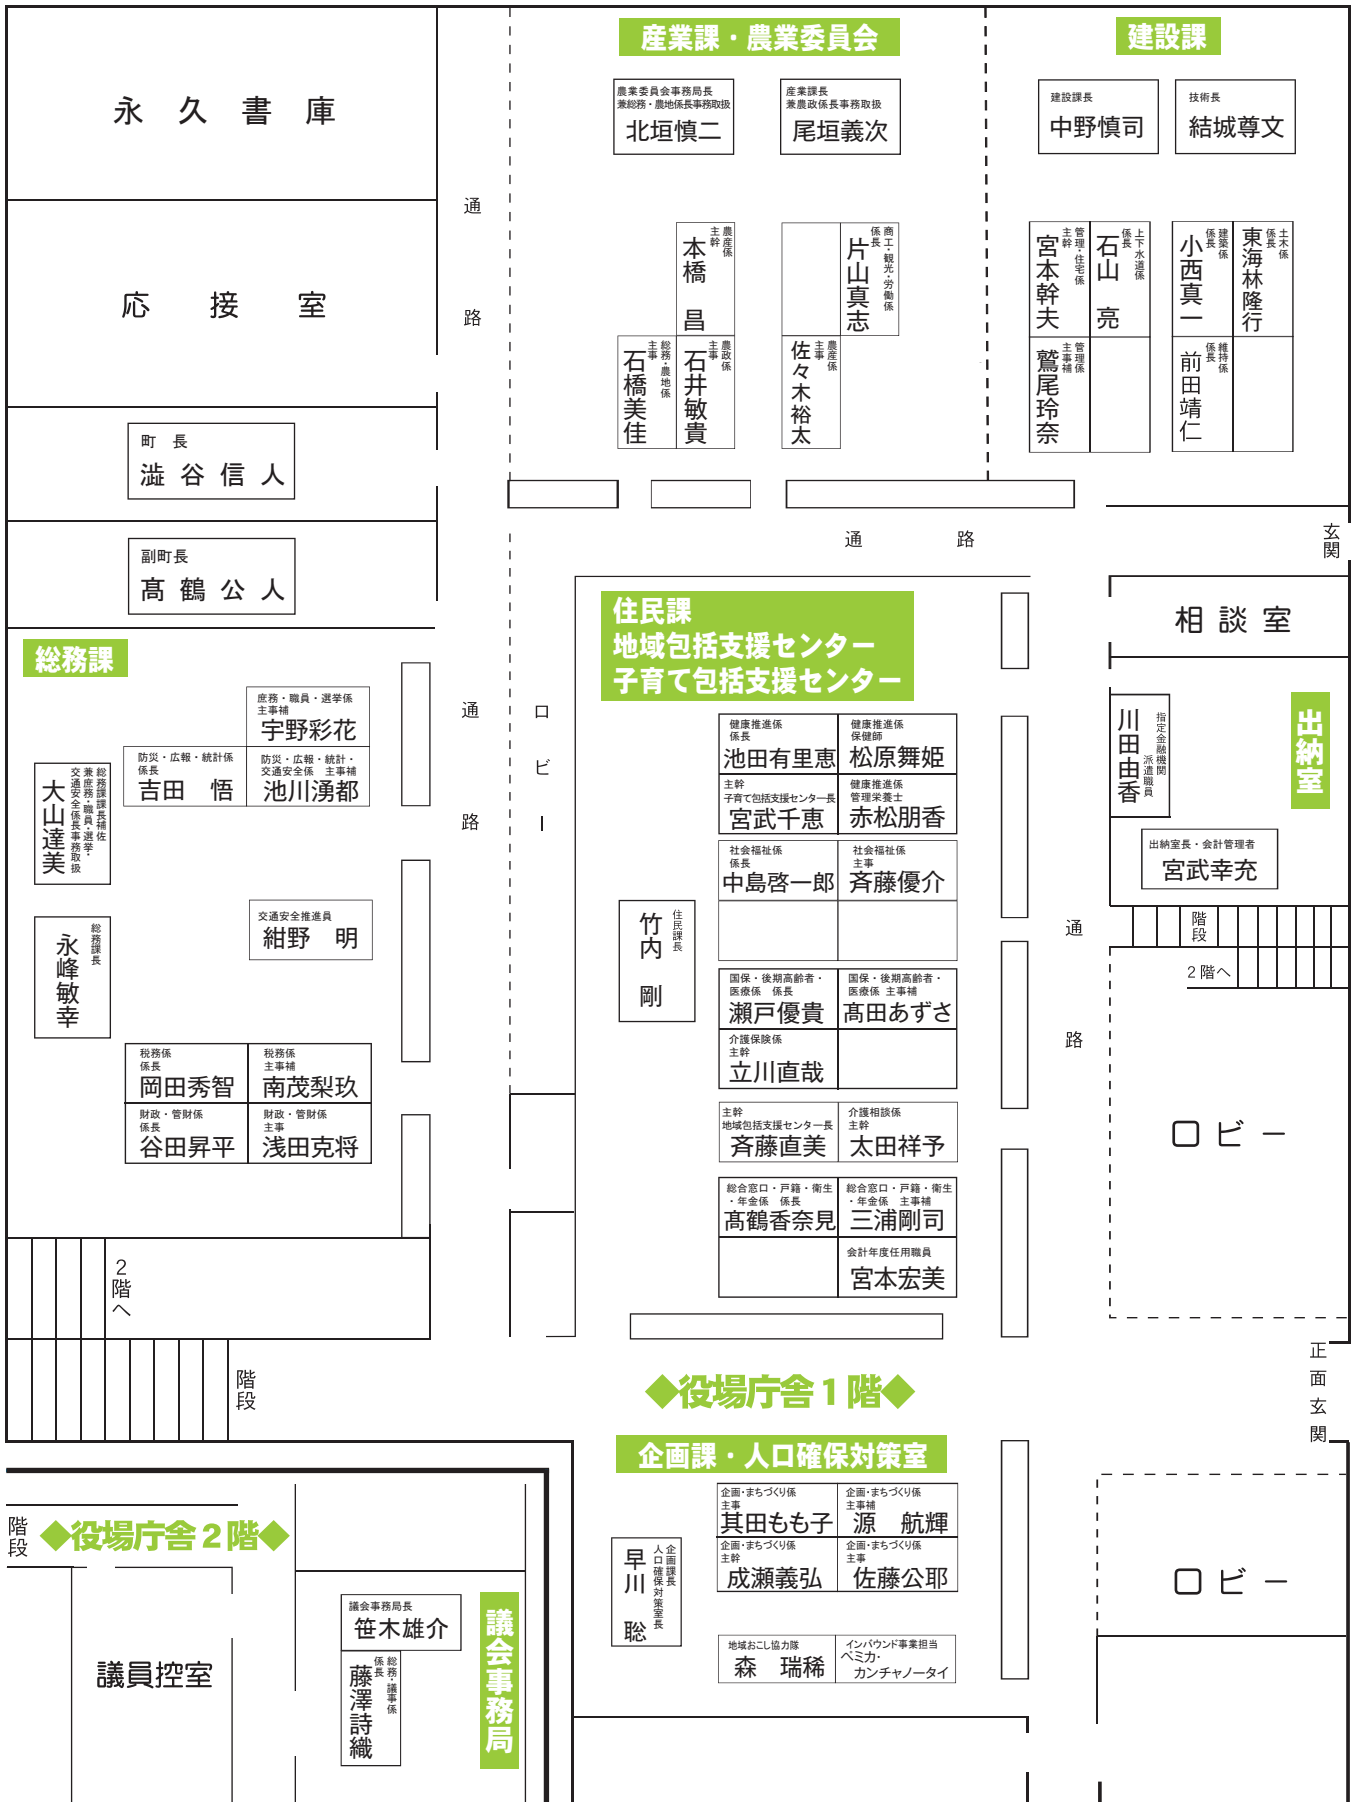 産業課・農業委員会
建設課
永久書庫
応接室
通路
農業委員会事務局長
兼総務・農地係長事務取扱
北垣慎二
産業課長
兼農政係長事務取扱
尾垣義次
建設課長
中野慎司
技術長
結城尊文
農産係
主幹
本橋　昌
商工・観光・労働係
係長
片山真志
総務・農地係
主事
石橋美佳
農政係
主事
石井敏貴
農産係
主事
佐々木裕太
管理・住宅係
主幹
宮本幹夫
上下水道係
係長
石山　亮
建築係
係長
小西真一
土木係
係長
東海林隆行
管理係
主事補
鷲尾玲奈
維持係
係長
前田靖仁
町　長
澁谷信人
副町長
髙鶴公人
通路
玄関
総務課
庶務・職員・選挙係
主事補
宇野彩花
防災・広報・統計係
係長
吉田　悟
防災・広報・統計・
交通安全係　主事補
池川湧都
総務課課長補佐
兼庶務・職員・選挙・
交通安全係長事務取扱
大山達美
総務課長
永峰敏幸
交通安全推進員
紺野　明
税務係
係長
岡田秀智
税務係
主事補
南茂梨玖
財政・管財係
係長
谷田昇平
財政・管財係
主事
浅田克将
2階へ
階段
通路
ロビー
住民課
地域包括支援センター
子育て包括支援センター
健康推進係
係長
池田有里恵
健康推進係
保健師
松原舞姫
主幹
子育て包括支援センター長
宮武千恵
健康推進係
管理栄養士
赤松朋香
社会福祉係
係長
中島啓一郎
社会福祉係
主事
斉藤優介
住民課長
竹内　剛
国保・後期高齢者・
医療係　係長
瀬戸優貴
国保・後期高齢者・
医療係　主事補
髙田あずさ
介護保険係
主幹
立川直哉
主幹
地域包括支援センター長
斉藤直美
介護相談係
主幹
太田祥予
総合窓口・戸籍・衛生
・年金係　係長
髙鶴香奈見
総合窓口・戸籍・衛生
・年金係　主事補
三浦剛司
会計年度任用職員
宮本宏美
通路
相談室
出納室
指定金融機関
派遣職員
川田由香
出納室長・会計管理者
宮武幸充
階段
2階へ
ロビー
正面玄関
◆役場庁舎1階◆
企画課・人口確保対策室
企画・まちづくり係
主事
其田もも子
企画・まちづくり係
主事補
源　航輝
企画・まちづくり係
主幹
成瀬義弘
企画・まちづくり係
主事
佐藤公耶
企画課長
人口確保対策室長
早川　聡
地域おこし協力隊
森　瑞稀
インバウンド事業担当
ペミカ・
カンチャノータイ
ロビー
階段
◆役場庁舎2階◆
議員控室
議会事務局長
笹木雄介
総務・議事係
係長
藤澤詩織
議会事務局